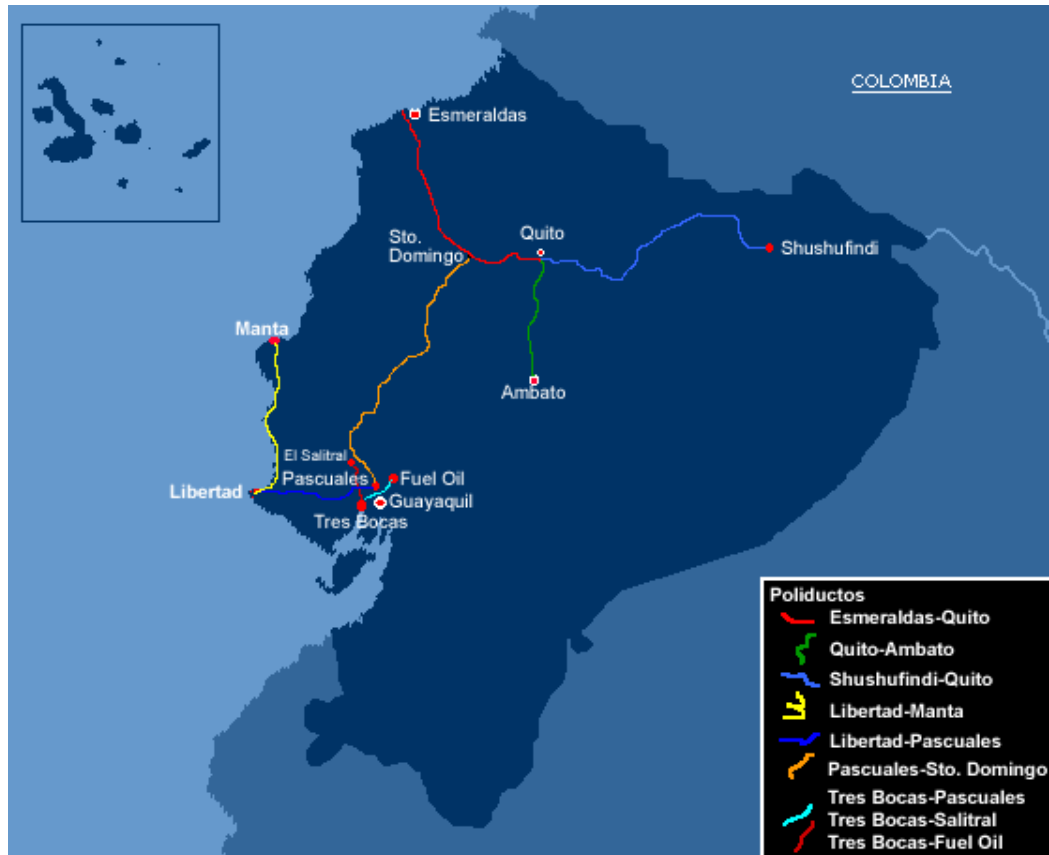 COLOMBIA
Esmeraldas
Sto.
Domingo
Quito
Shushufindi
Manta
Ambato
El Salitral
Pascuales
Fuel Oil
Libertad
Guayaquil
Tres Bocas
Poliductos
Esmeraldas-Quito
Quito-Ambato
Shushufindi-Quito
Libertad-Manta
Libertad-Pascuales
Pascuales-Sto. Domingo
Tres Bocas-Pascuales
Tres Bocas-Salitral
Tres Bocas-Fuel Oil